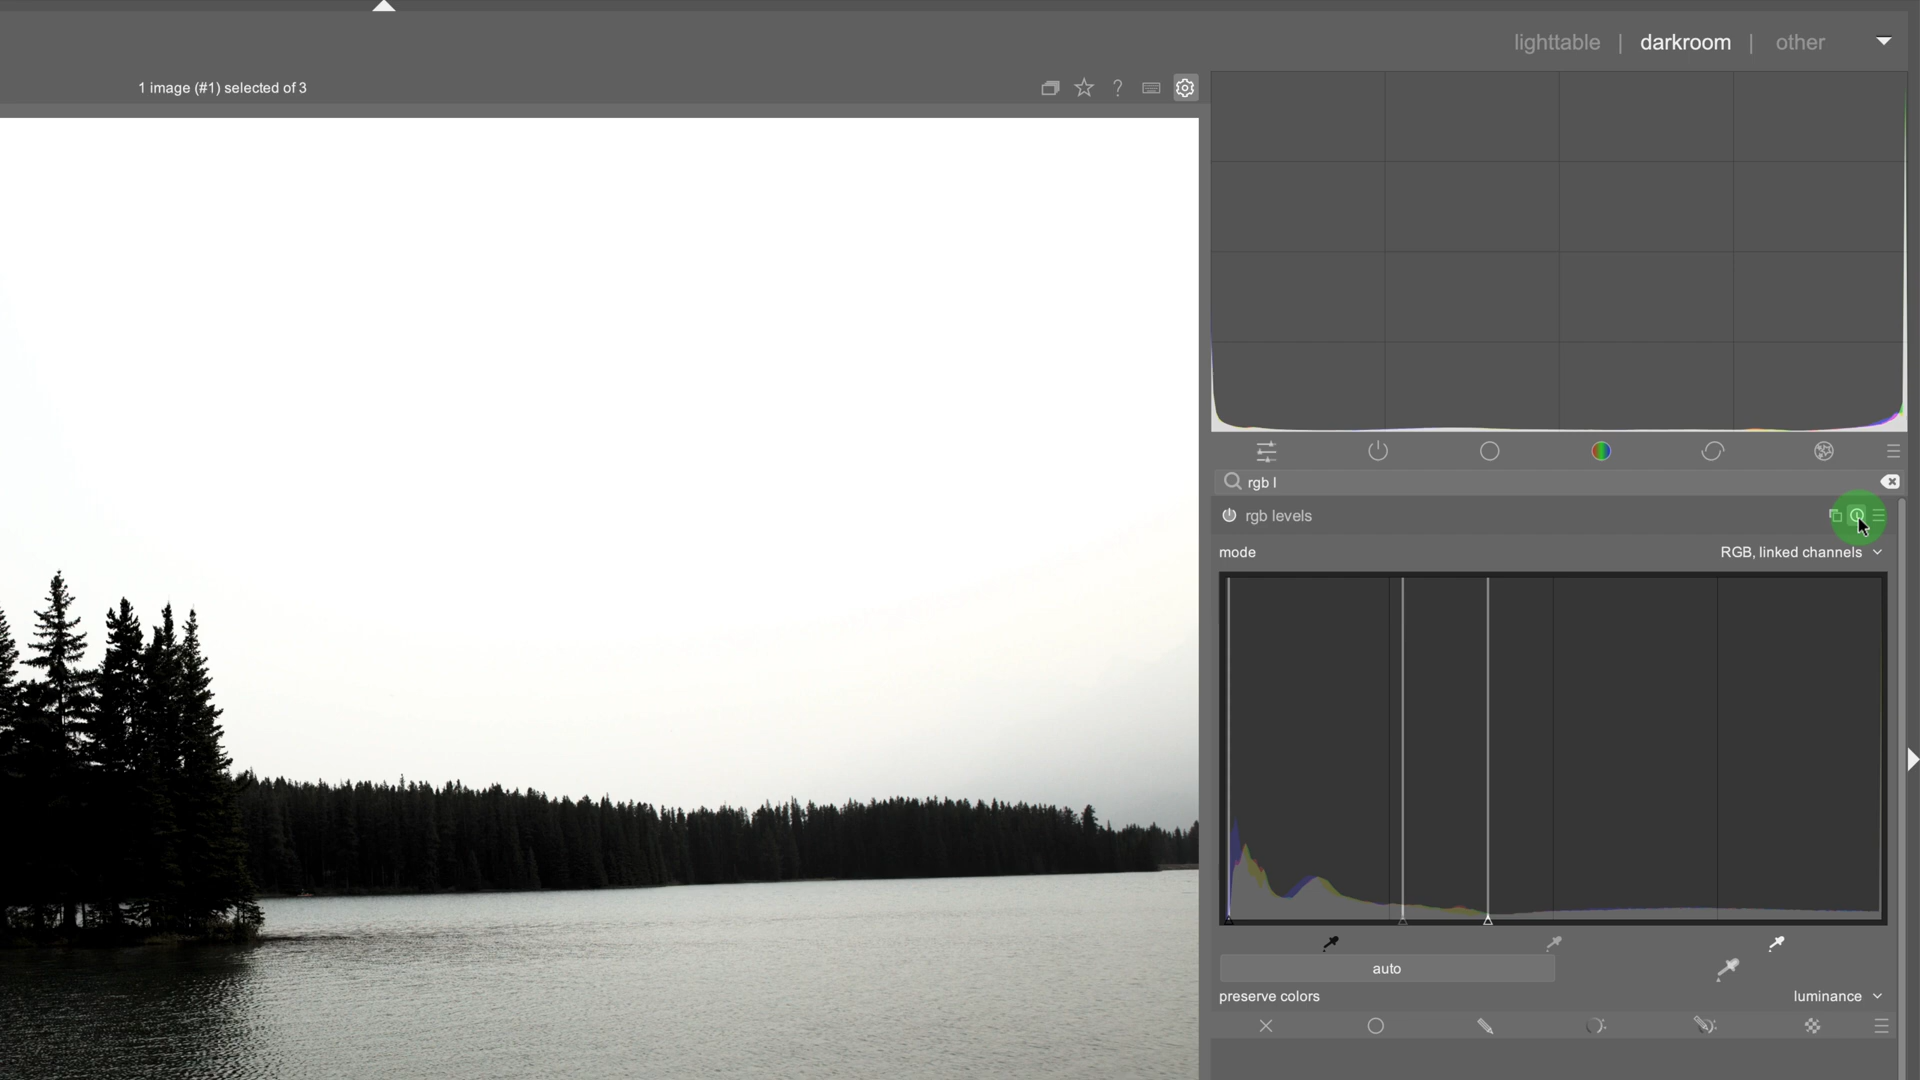 lighttable | darkroom | other
1 image (#1) selected of 3
?
rgb l
rgb levels
mode RGB, linked channels
auto
preserve colors luminance